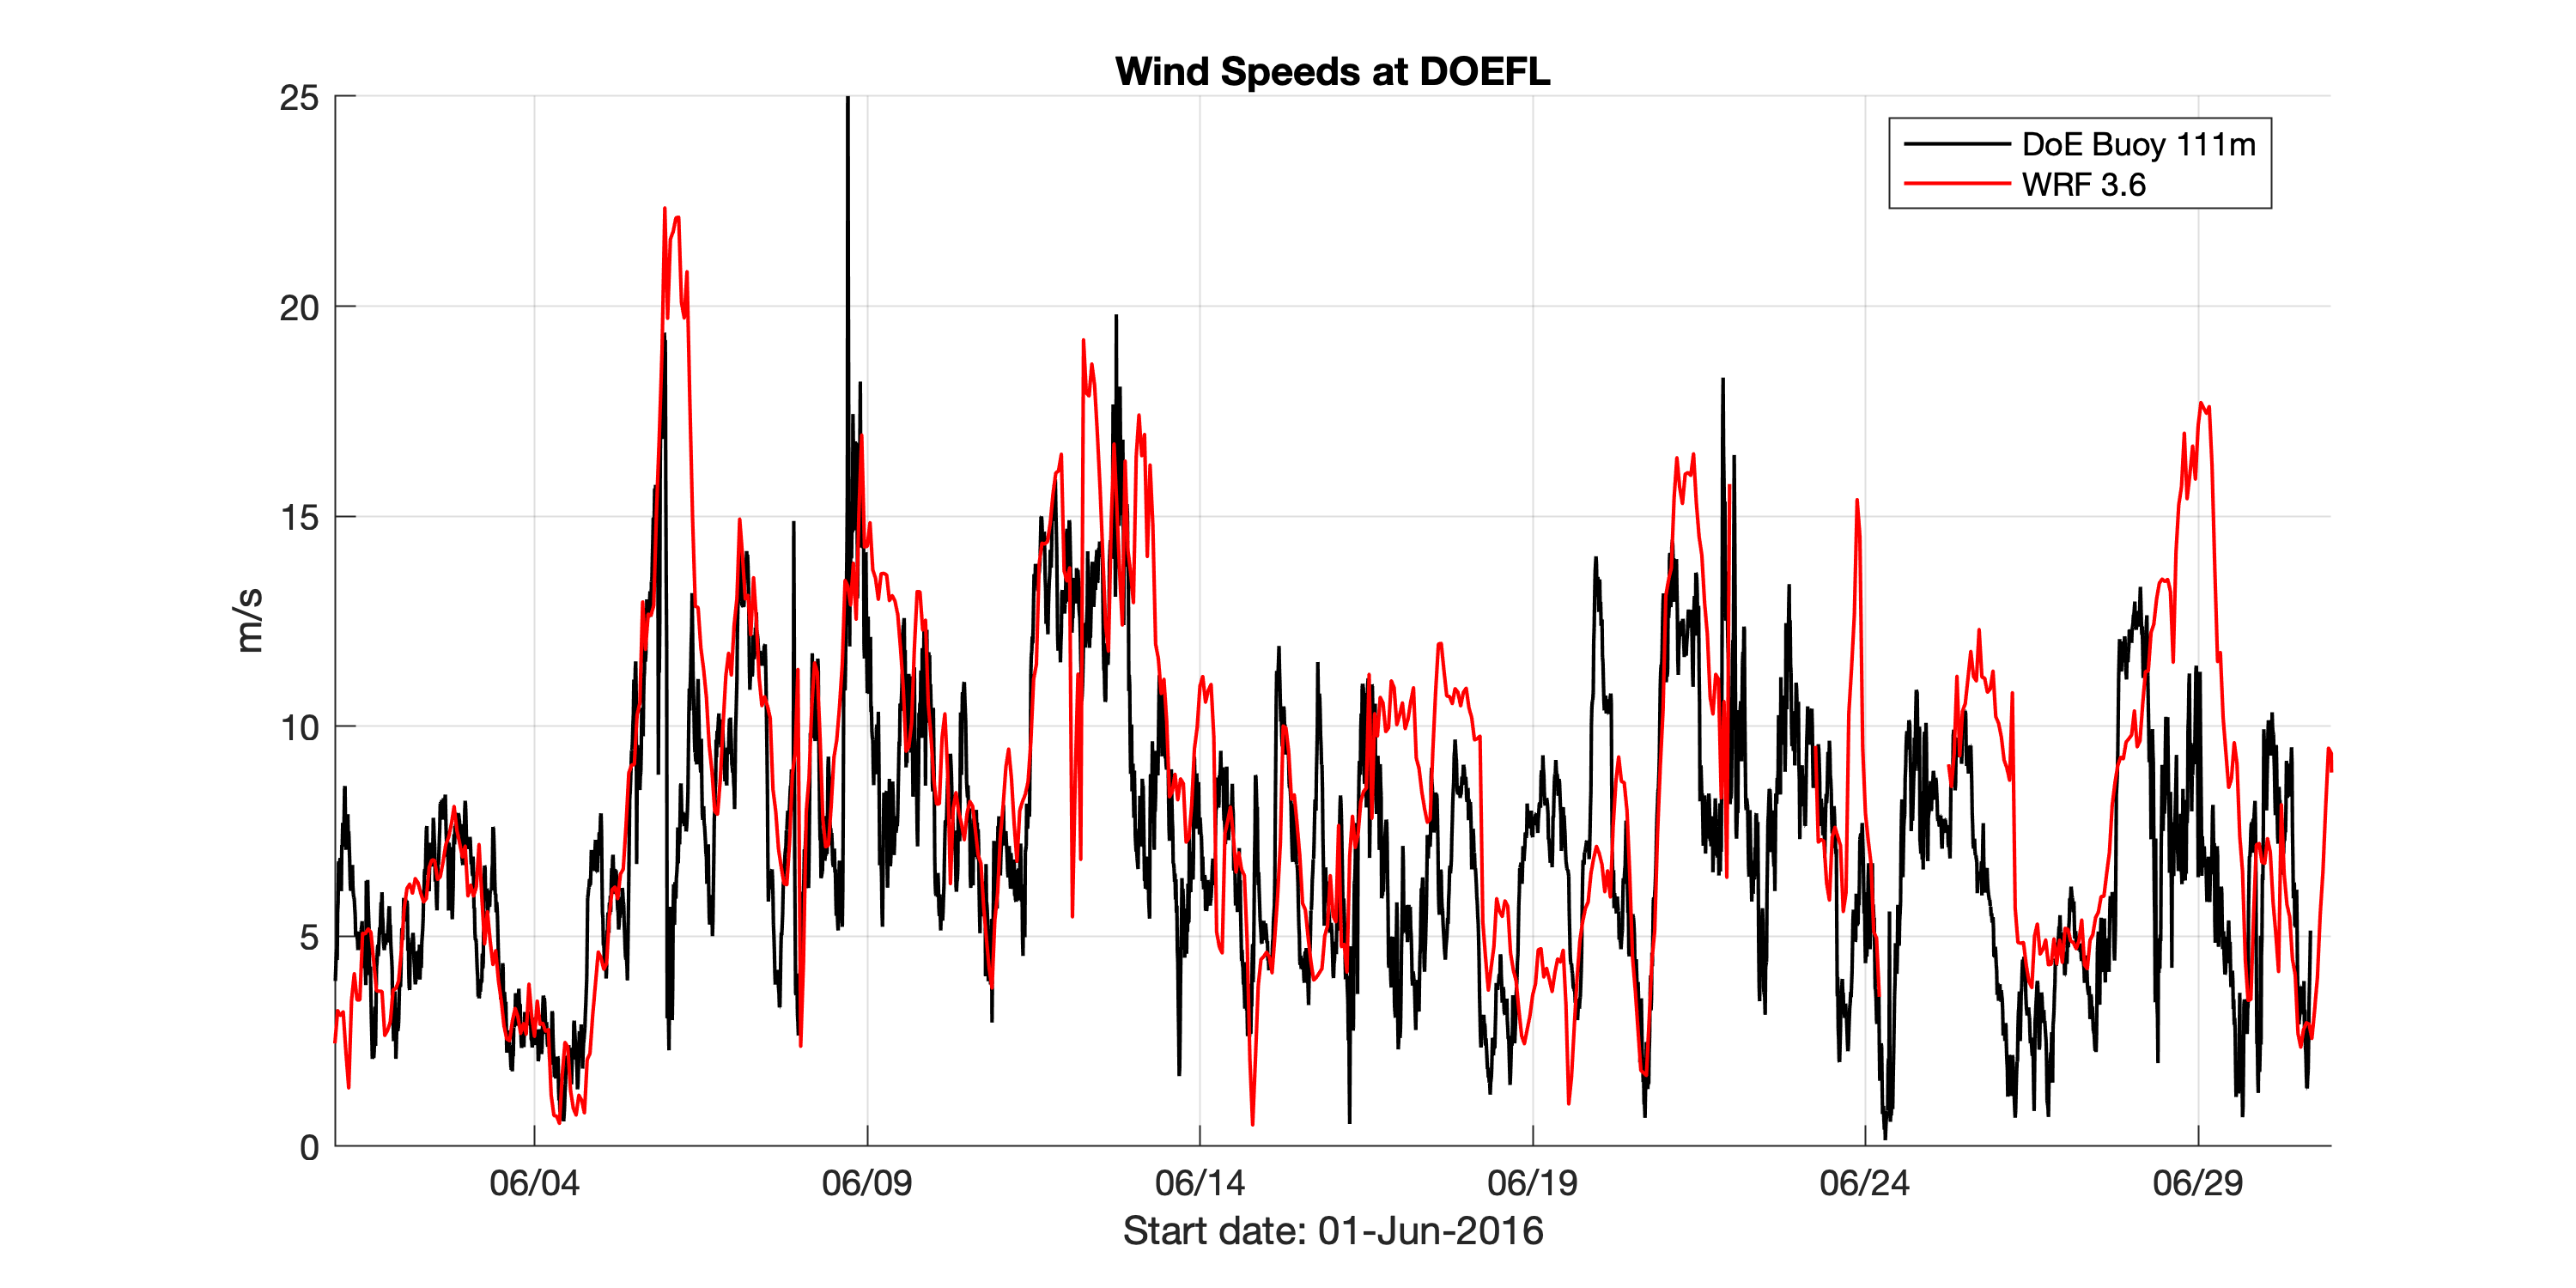 Wind Speeds at DOEFL
25
20
15
10
5
0
m/s
DoE Buoy 111m
WRF 3.6
06/04 06/09 06/14 06/19 06/24 06/29
Start date: 01-Jun-2016